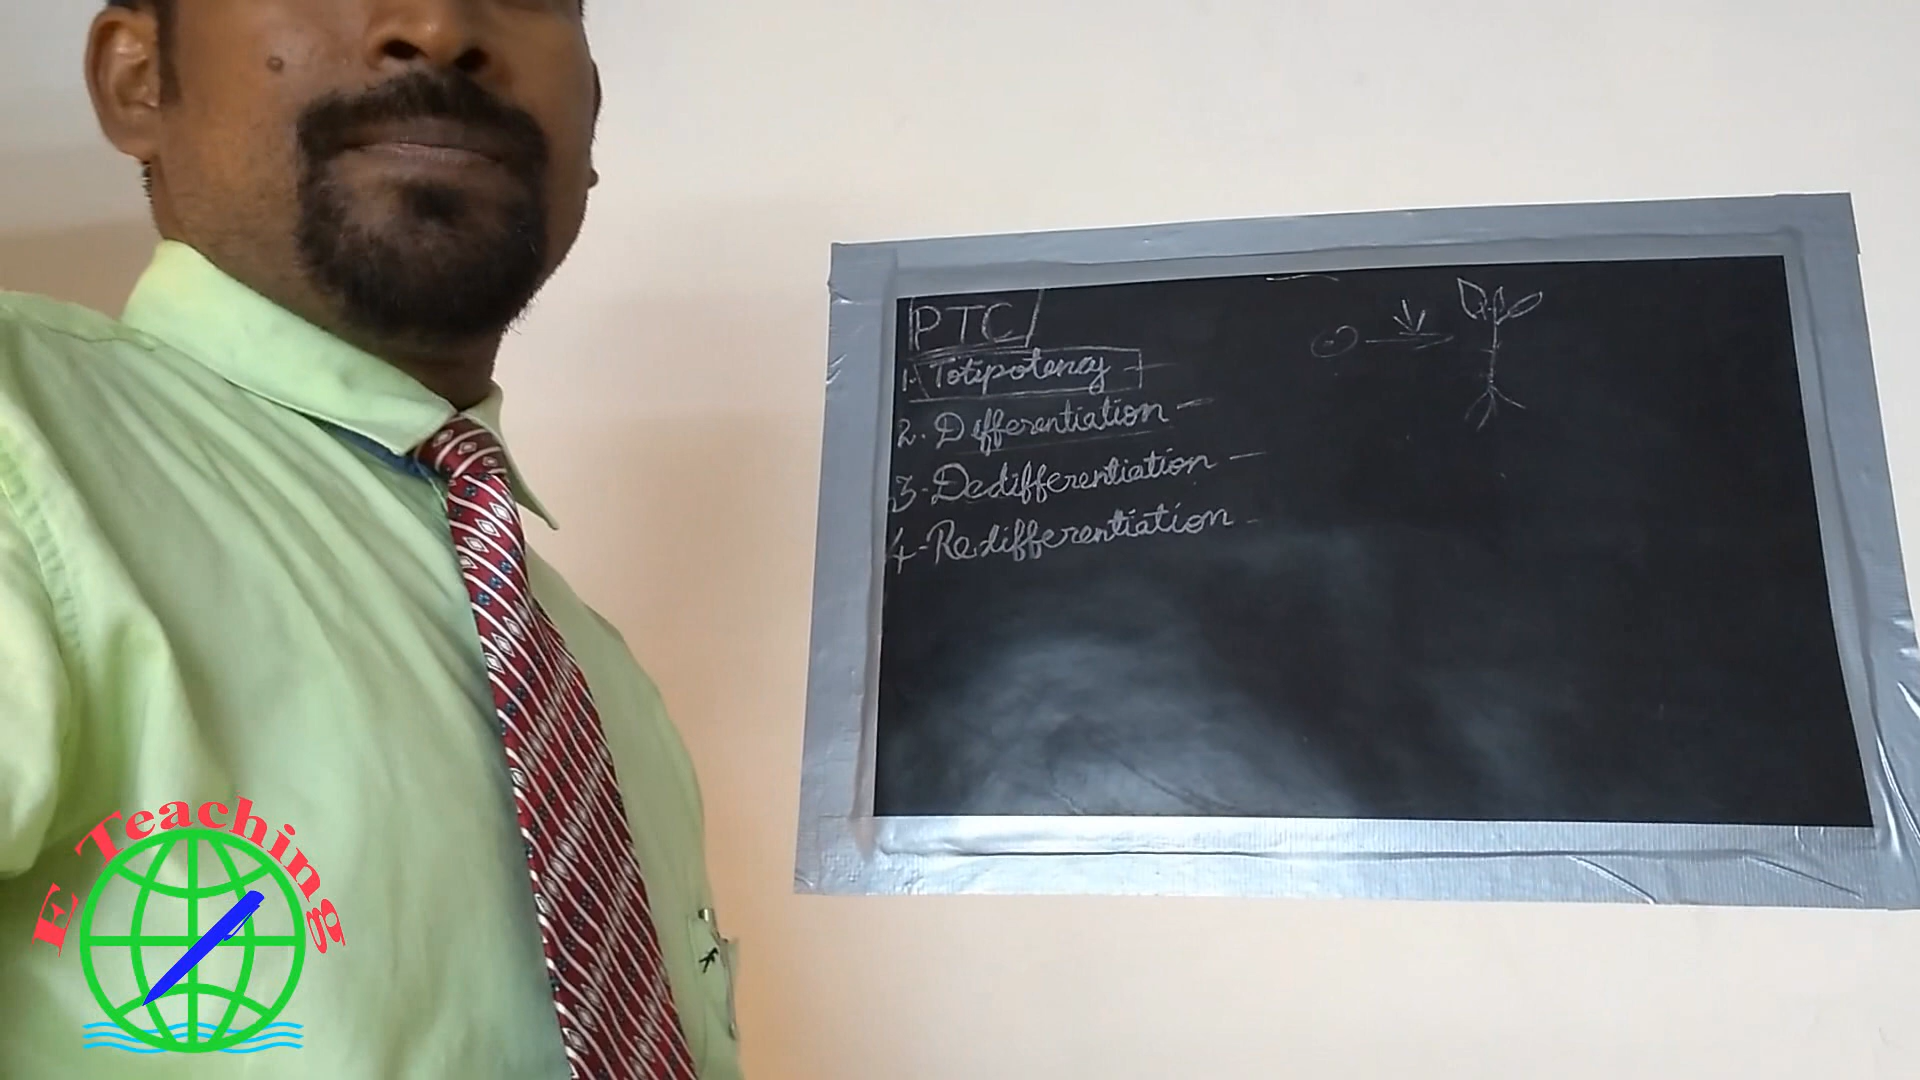 PTC
1. Totipotency -
2. Differentiation -
3- Dedifferentiation -
4- Redifferentiation -
E Teaching